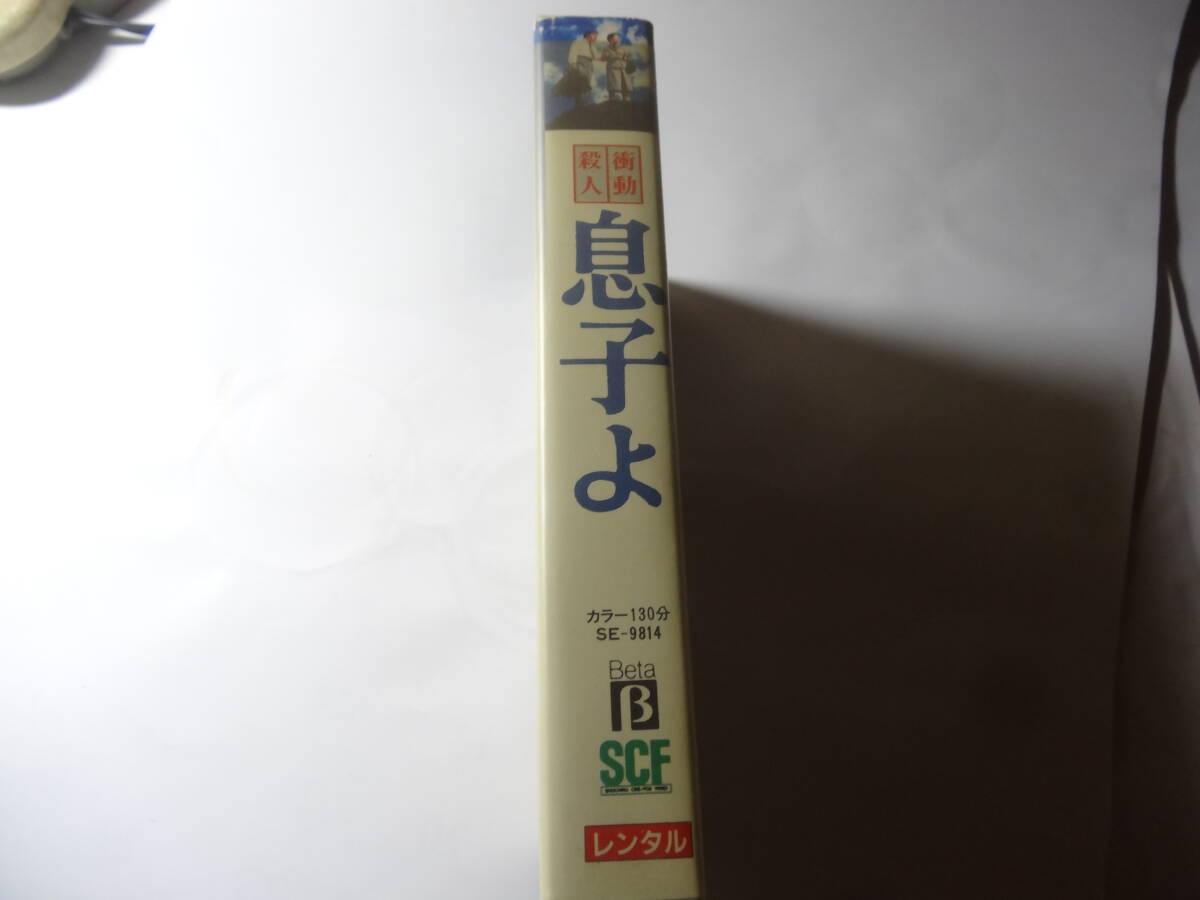 衝動
殺人
息子よ
カラー130分
SE-9814
Beta
β
SCF
レンタル